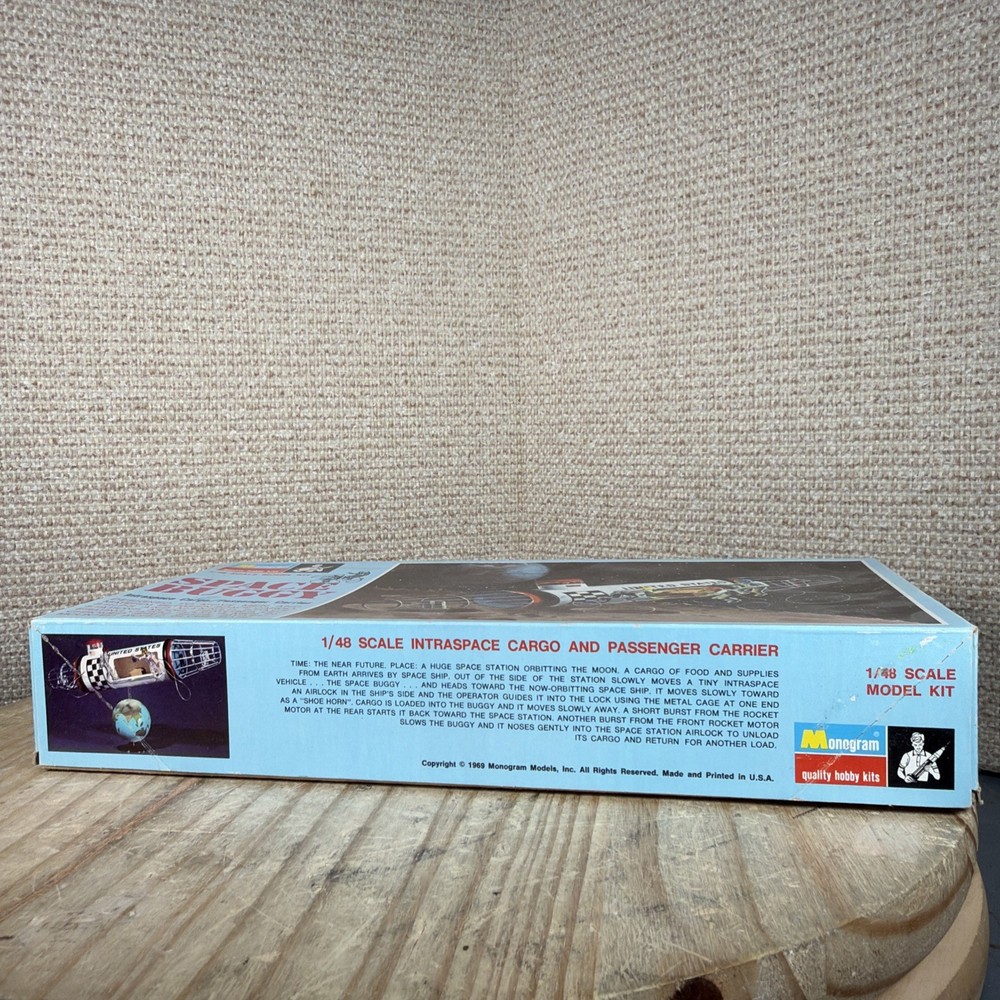 SPACE
BUGGY
UNITED STATES
UNITED STATES
1/48 SCALE INTRASPACE CARGO AND PASSENGER CARRIER
TIME: THE NEAR FUTURE. PLACE: A HUGE SPACE STATION ORBITTING THE MOON. A CARGO OF FOOD AND SUPPLIES
FROM EARTH ARRIVES BY SPACE SHIP. OUT OF THE SIDE OF THE STATION SLOWLY MOVES A TINY INTRASPACE
VEHICLE . . . THE SPACE BUGGY . . . AND HEADS TOWARD THE NOW-ORBITTING SPACE SHIP. IT MOVES SLOWLY TOWARD
AN AIRLOCK IN THE SHIP'S SIDE AND THE OPERATOR GUIDES IT INTO THE LOCK USING THE METAL CAGE AT ONE END
AS A "SHOE HORN". CARGO IS LOADED INTO THE BUGGY AND IT MOVES SLOWLY AWAY. A SHORT BURST FROM THE ROCKET
MOTOR AT THE REAR STARTS IT BACK TOWARD THE SPACE STATION. ANOTHER BURST FROM THE FRONT ROCKET MOTOR
SLOWS THE BUGGY AND IT NOSES GENTLY INTO THE SPACE STATION AIRLOCK TO UNLOAD
ITS CARGO AND RETURN FOR ANOTHER LOAD.
Copyright © 1969 Monogram Models, Inc. All Rights Reserved. Made and Printed in U.S.A.
1/48 SCALE
MODEL KIT
Monogram®
quality hobby kits